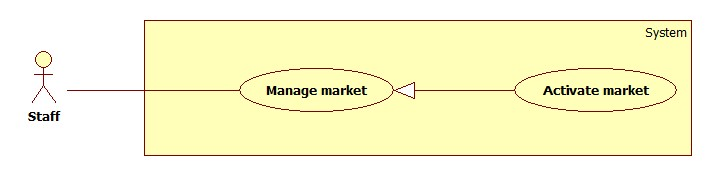 System
Manage market
Activate market
Staff